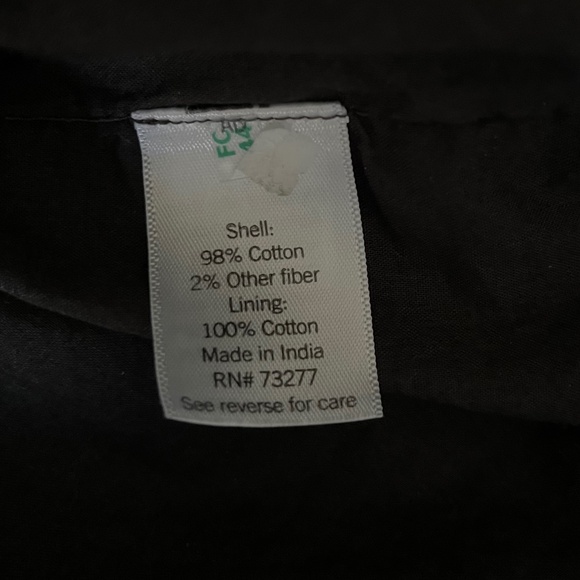 Shell:
98% Cotton
2% Other fiber
Lining:
100% Cotton
Made in India
RN# 73277
See reverse for care